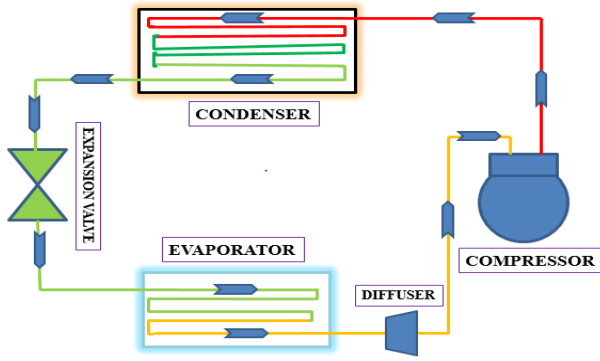 CONDENSER
EXPANSION VALVE
EVAPORATOR
DIFFUSER
COMPRESSOR